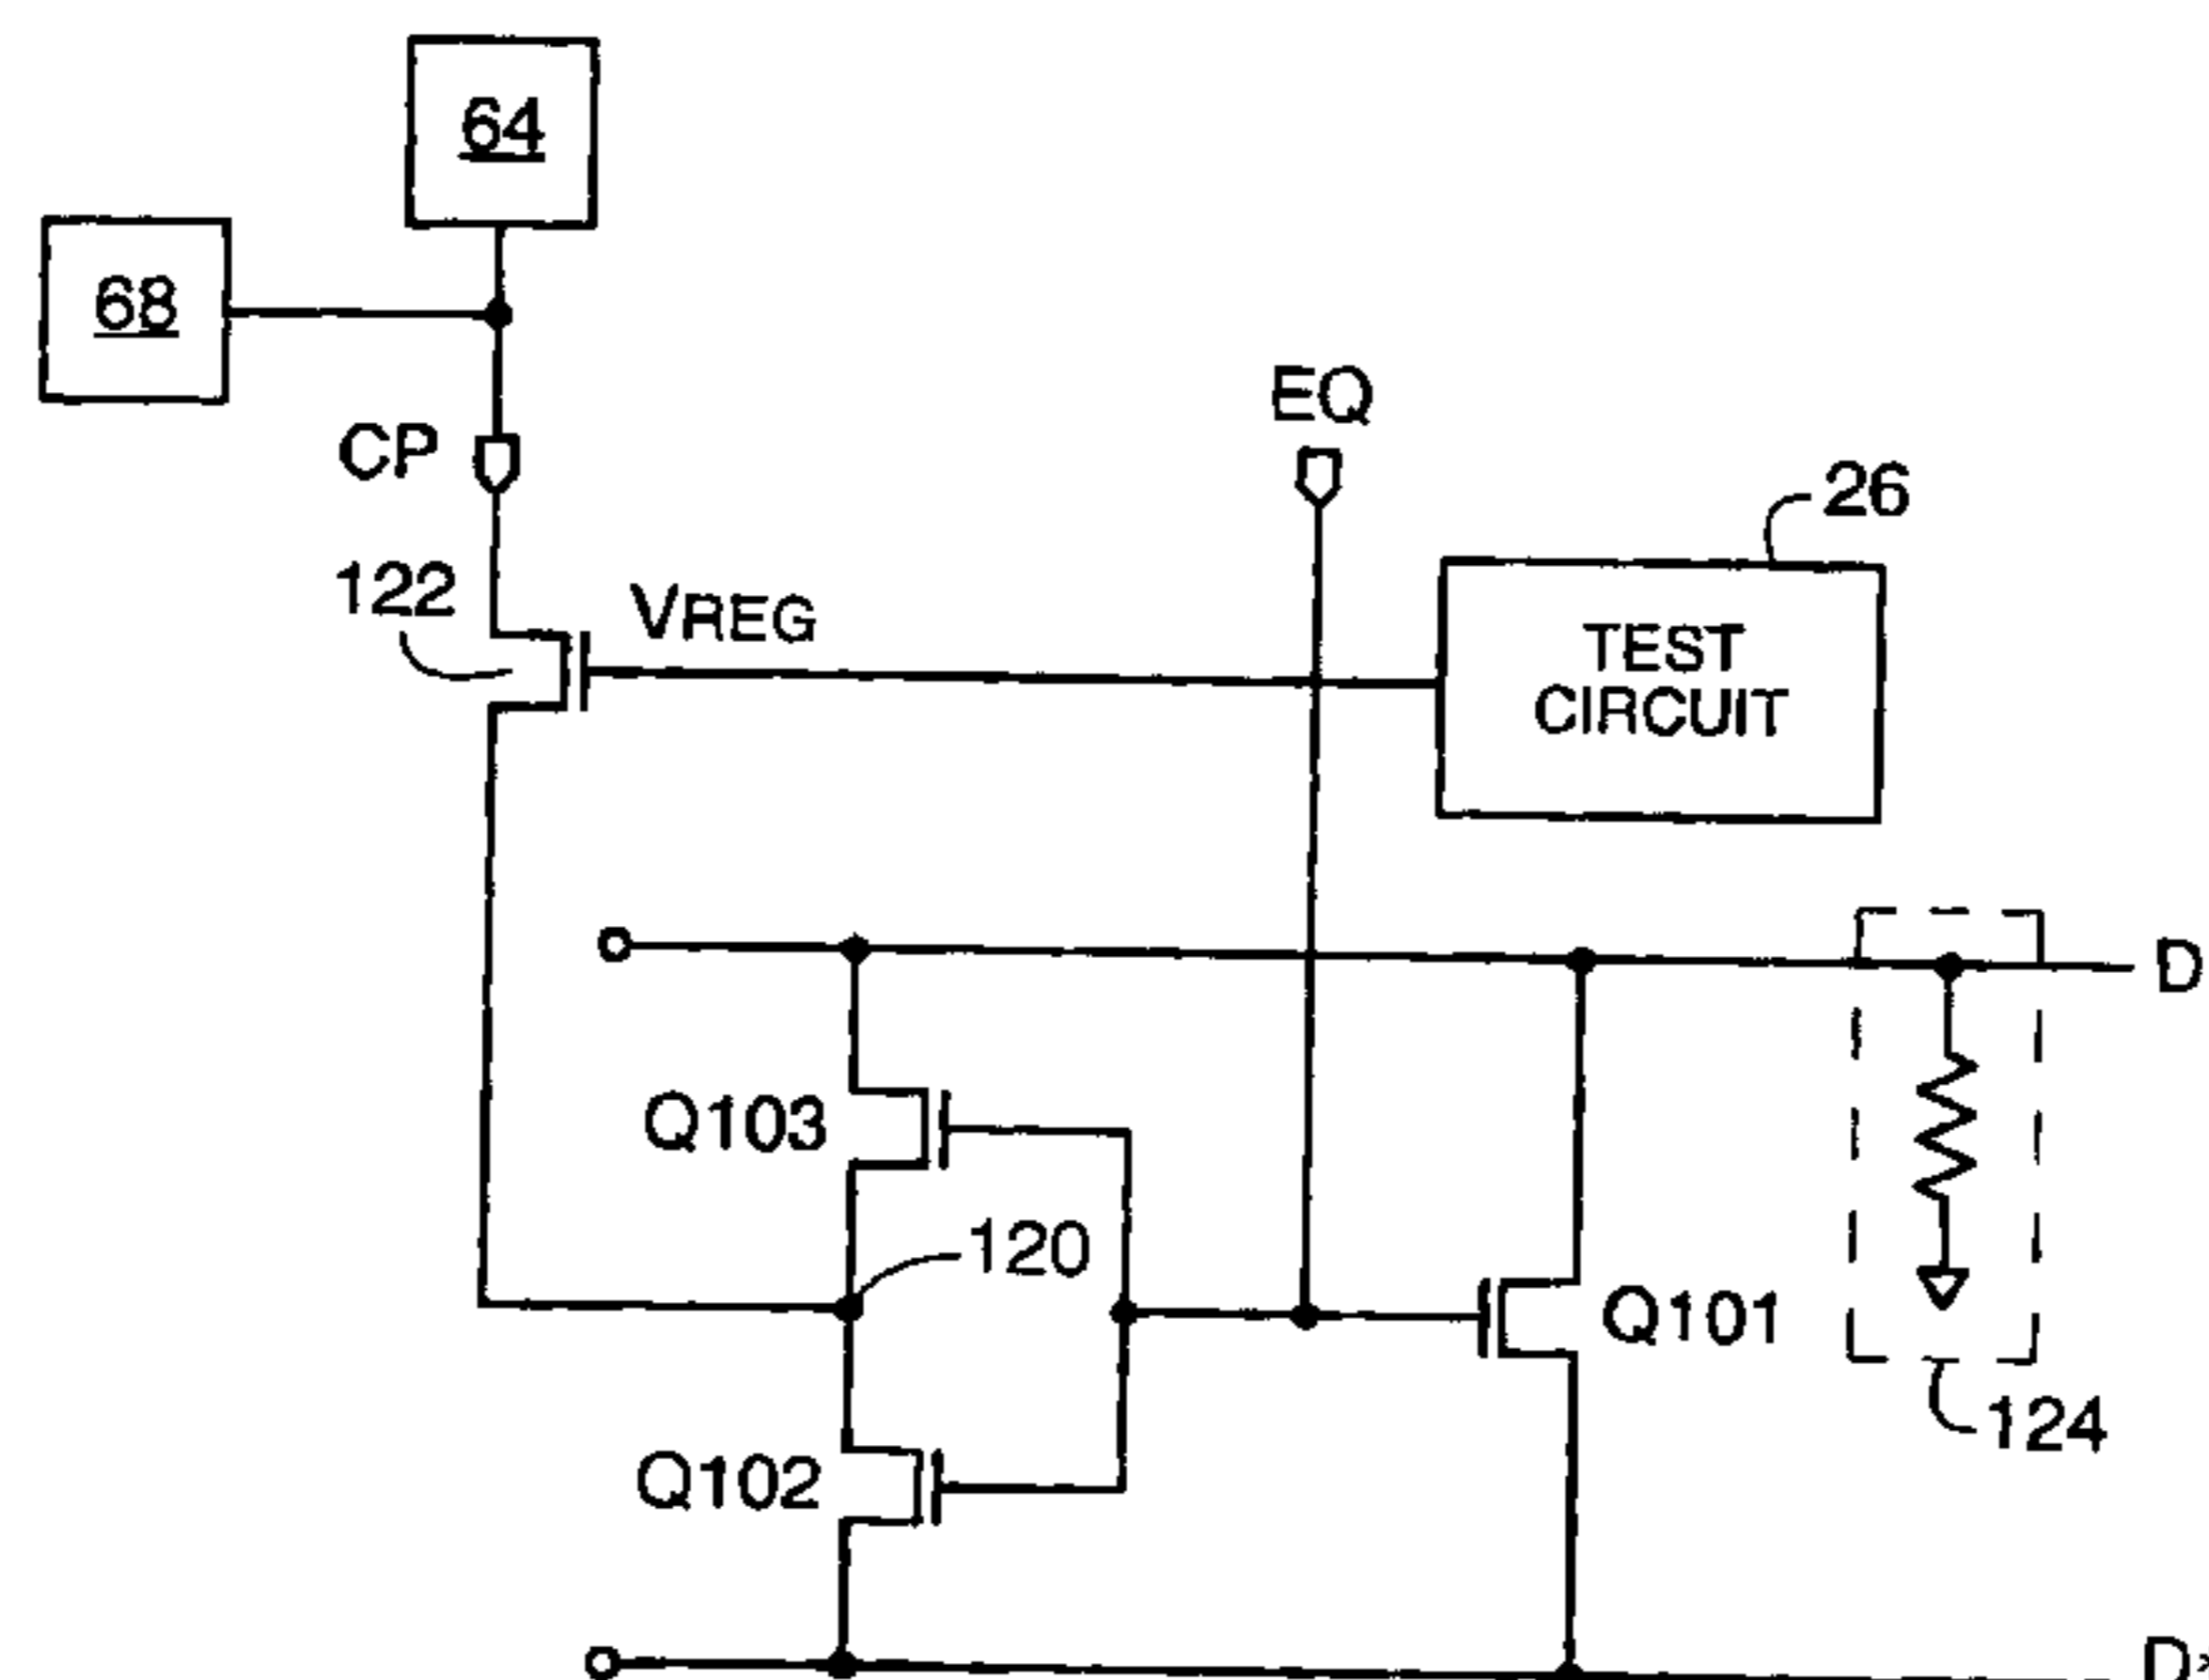 64
68
EQ
CP
26
122
VREG
TEST
CIRCUIT
D
Q103
120
Q101
124
Q102